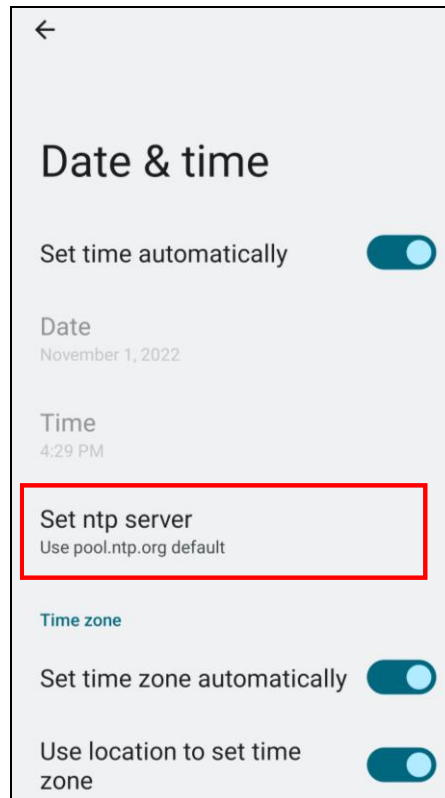 Date & time
Set time automatically
Date
November 1, 2022
Time
4:29 PM
Set ntp server
Use pool.ntp.org default
Time zone
Set time zone automatically
Use location to set time
zone